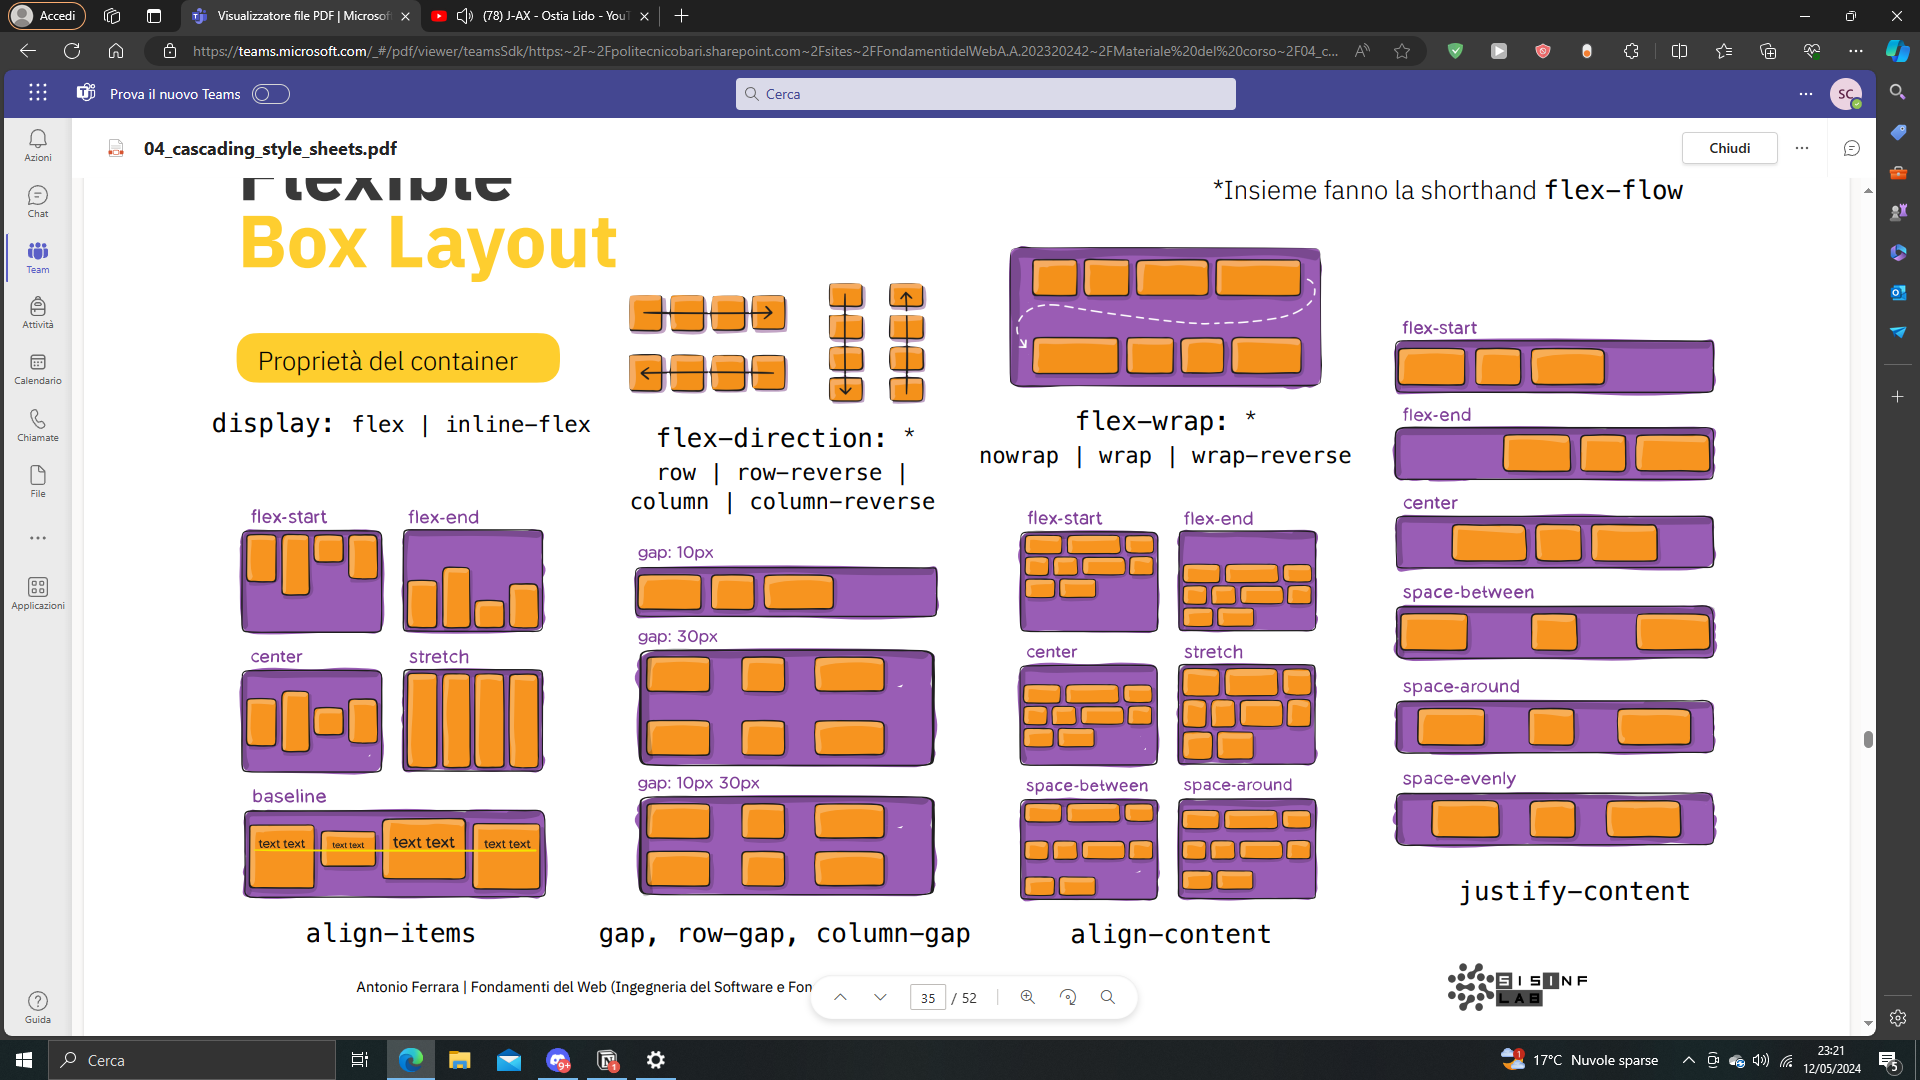 Accedi
Visualizzatore file PDF | Microsof
(78) J-AX - Ostia Lido - You
https://teams.microsoft.com/_#/pdf/viewer/teamsSdk/https:~2F~2Fpolitecnicobari.sharepoint.com~2Fsites~2FFondamentidelWebA.A.202320242~2FMateriale%20del%20corso~2F04_c...
Prova il nuovo Teams
Cerca
SC
Azioni
Chat
Team
Attività
Calendario
Chiamate
File
Applicazioni
Guida
04_cascading_style_sheets.pdf
Chiudi
Flexible
Box Layout
*Insieme fanno la shorthand flex-flow
Proprietà del container
display: flex | inline-flex
flex-direction: *
row | row-reverse |
column | column-reverse
flex-wrap: *
nowrap | wrap | wrap-reverse
flex-start
flex-end
center
space-between
space-around
space-evenly
justify-content
flex-start
flex-end
center
stretch
baseline
text text
text text
text text
text text
align-items
gap: 10px
gap: 30px
gap: 10px 30px
gap, row-gap, column-gap
flex-start
flex-end
center
stretch
space-between
space-around
align-content
Antonio Ferrara | Fondamenti del Web (Ingegneria del Software e Fon
35 / 52
SISINF
LAB
Cerca
9+
1
1
17°C Nuvole sparse
23:21
12/05/2024
5